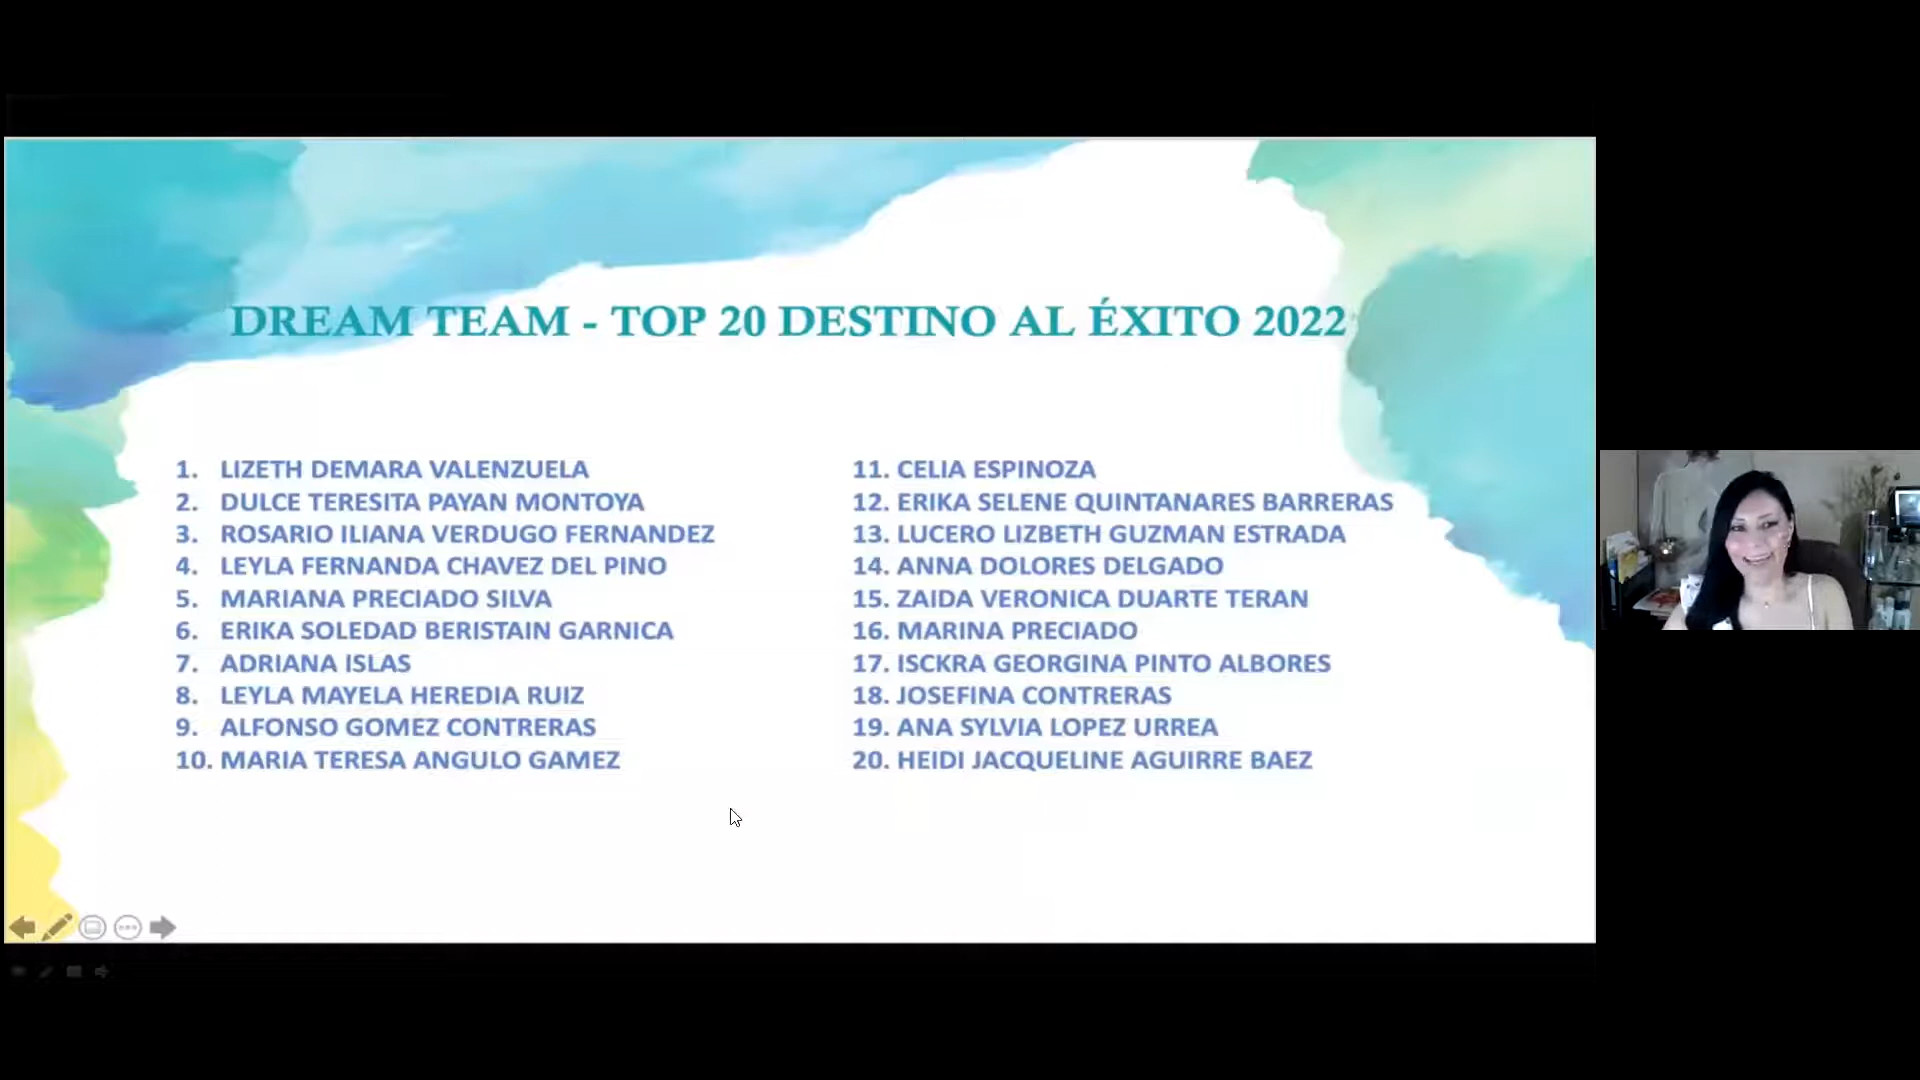 DREAM TEAM - TOP 20 DESTINO AL ÉXITO 2022
1. LIZETH DEMARA VALENZUELA
2. DULCE TERESITA PAYAN MONTOYA
3. ROSARIO ILIANA VERDUGO FERNANDEZ
4. LEYLA FERNANDA CHAVEZ DEL PINO
5. MARIANA PRECIADO SILVA
6. ERIKA SOLEDAD BERISTAIN GARNICA
7. ADRIANA ISLAS
8. LEYLA MAYELA HEREDIA RUIZ
9. ALFONSO GOMEZ CONTRERAS
10. MARIA TERESA ANGULO GAMEZ
11. CELIA ESPINOZA
12. ERIKA SELENE QUINTANARES BARRERAS
13. LUCERO LIZBETH GUZMAN ESTRADA
14. ANNA DOLORES DELGADO
15. ZAIDA VERONICA DUARTE TERAN
16. MARINA PRECIADO
17. ISCKRA GEORGINA PINTO ALBORES
18. JOSEFINA CONTRERAS
19. ANA SYLVIA LOPEZ URREA
20. HEIDI JACQUELINE AGUIRRE BAEZ